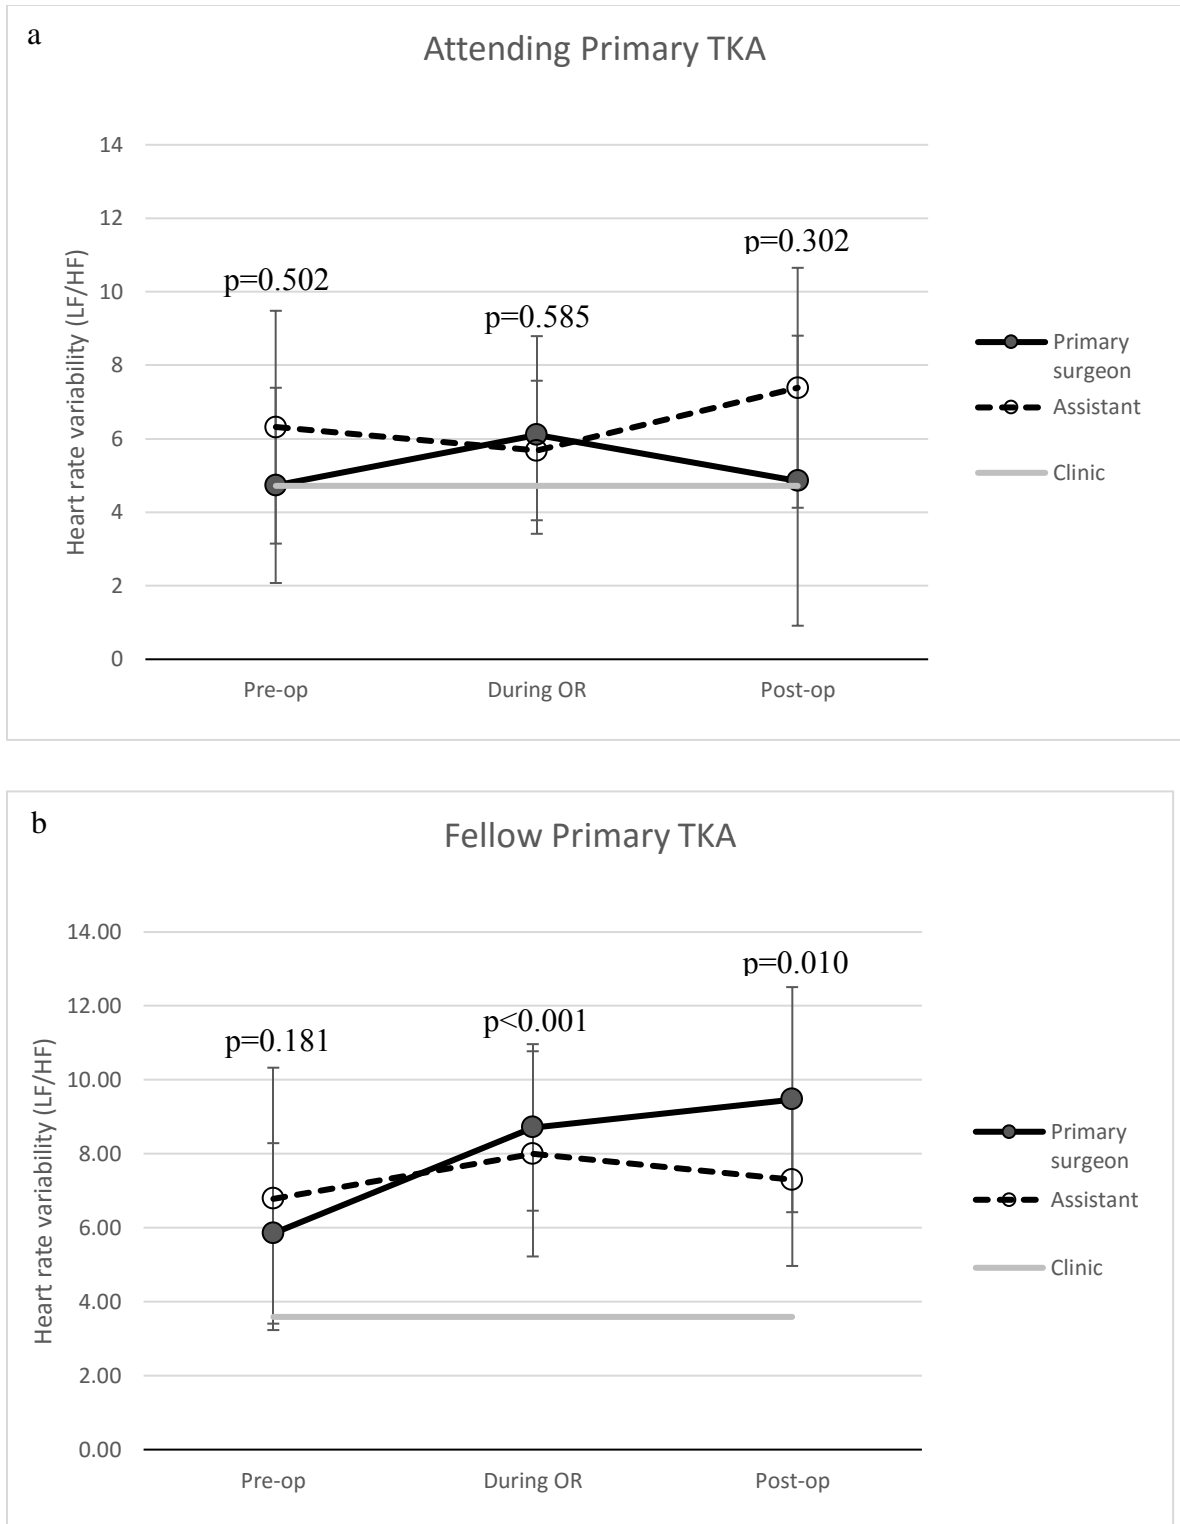 a
Attending Primary TKA
Heart rate variability (LF/HF)
14
12
10
8
6
4
2
0
p=0.502
p=0.585
p=0.302
Pre-op
During OR
Post-op
Primary
surgeon
Assistant
Clinic
b
Fellow Primary TKA
Heart rate variability (LF/HF)
14.00
12.00
10.00
8.00
6.00
4.00
2.00
0.00
p=0.181
p<0.001
p=0.010
Pre-op
During OR
Post-op
Primary
surgeon
Assistant
Clinic